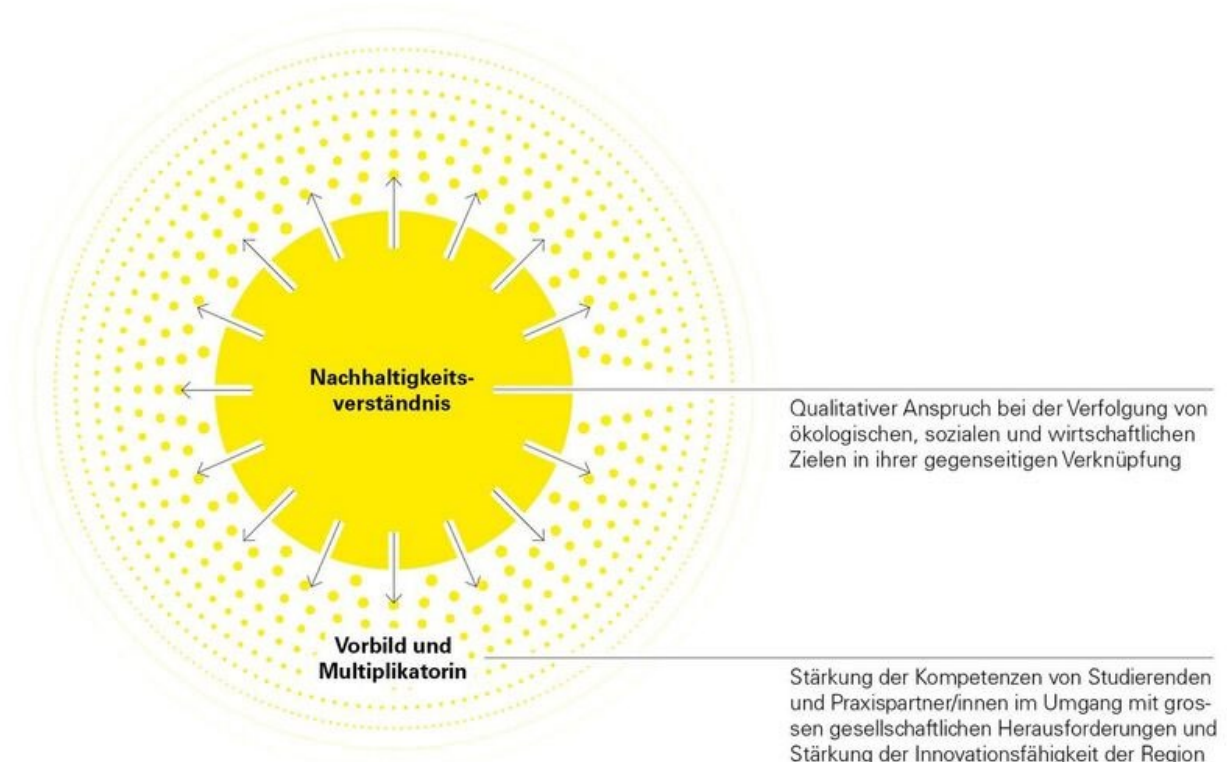 Nachhaltigkeits-
verständnis
Qualitativer Anspruch bei der Verfolgung von
ökologischen, sozialen und wirtschaftlichen
Zielen in ihrer gegenseitigen Verknüpfung
Vorbild und
Multiplikatorin
Stärkung der Kompetenzen von Studierenden
und Praxispartner/innen im Umgang mit gros-
sen gesellschaftlichen Herausforderungen und
Stärkung der Innovationsfähigkeit der Region